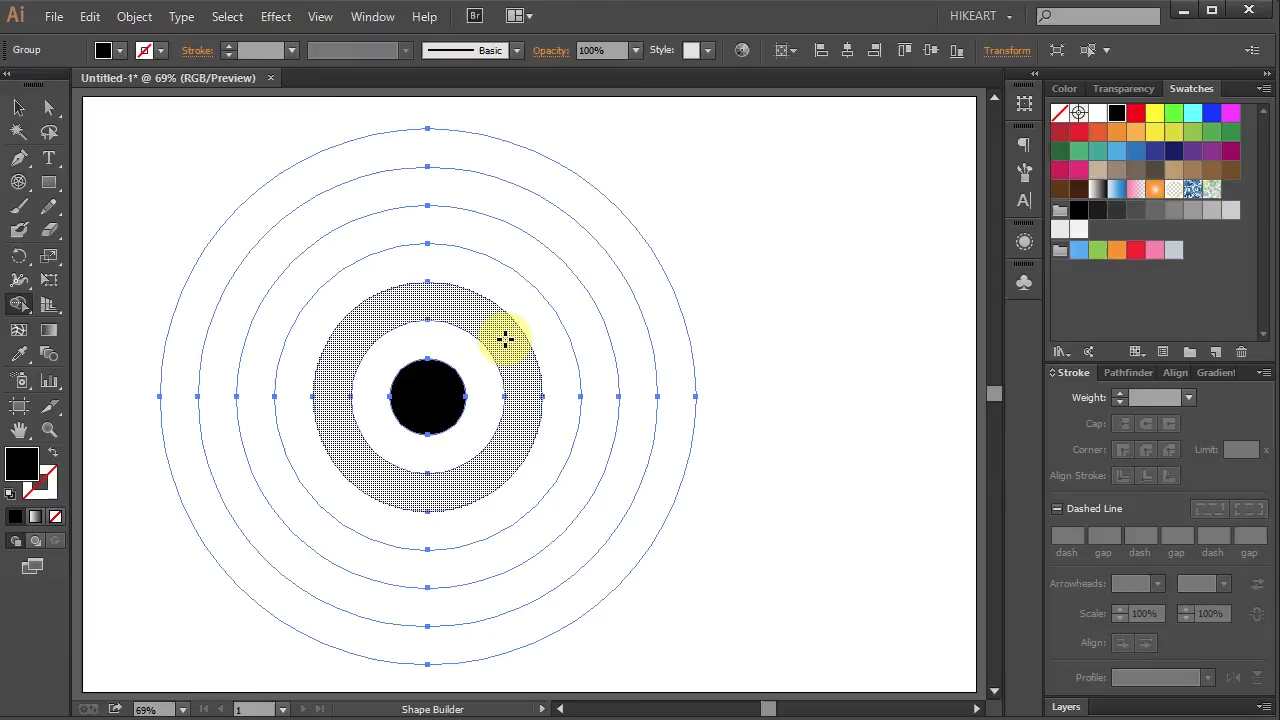 Ai File Edit Object Type Select Effect View Window Help Br HIKEART
Group Stroke: Basic Opacity: 100% Style: Transform
Untitled-1* @ 69% (RGB/Preview) ×
Color Transparency Swatches
Stroke Pathfinder Align Gradien
Weight:
Cap:
Corner: Limit: x
Align Stroke:
Dashed Line
dash gap dash gap dash gap
Arrowheads:
Scale: 100% 100%
Align:
Profile:
Layers
69% 1 Shape Builder